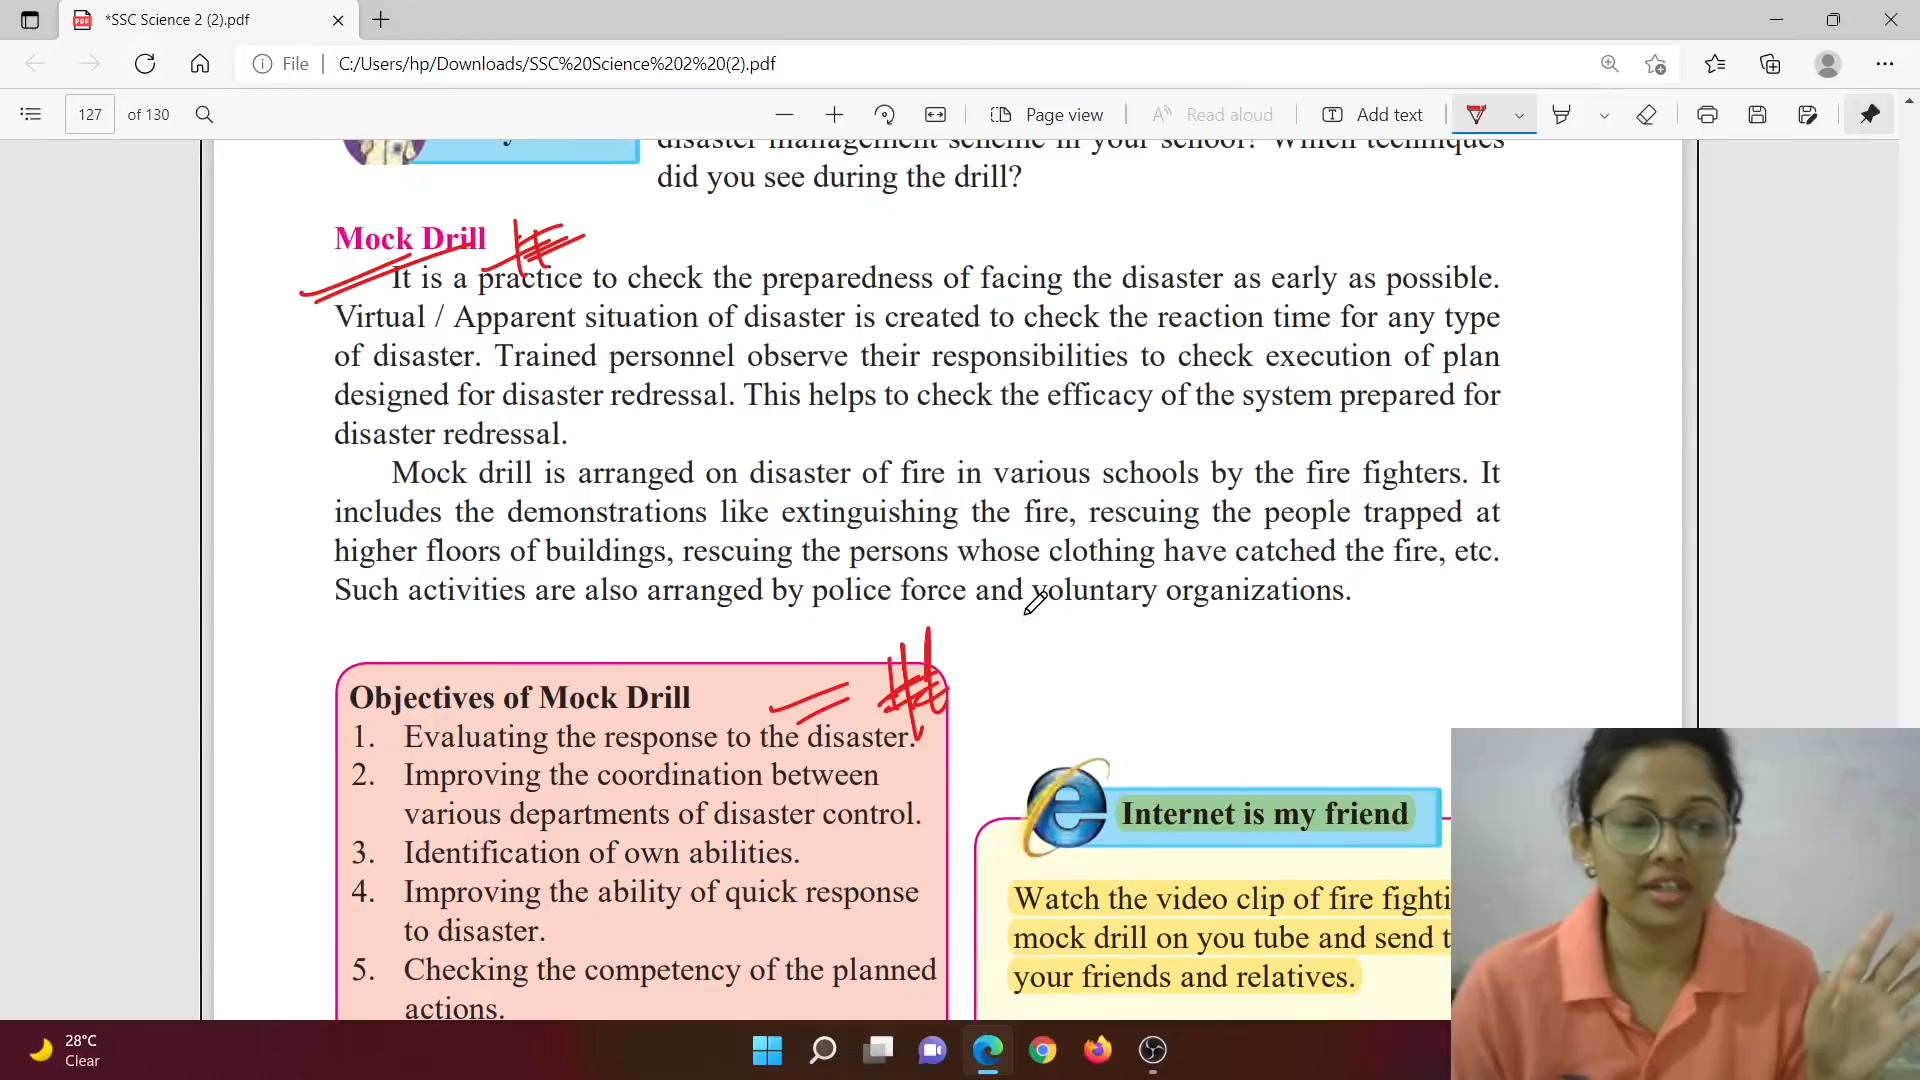 *SSC Science 2 (2).pdf
File
C:/Users/hp/Downloads/SSC%20Science%202%20(2).pdf
127 of 130
Page view
Read aloud
Add text
disaster management scheme in your school? Which techniques
did you see during the drill?
Mock Drill
It is a practice to check the preparedness of facing the disaster as early as possible.
Virtual / Apparent situation of disaster is created to check the reaction time for any type
of disaster. Trained personnel observe their responsibilities to check execution of plan
designed for disaster redressal. This helps to check the efficacy of the system prepared for
disaster redressal.
Mock drill is arranged on disaster of fire in various schools by the fire fighters. It
includes the demonstrations like extinguishing the fire, rescuing the people trapped at
higher floors of buildings, rescuing the persons whose clothing have catched the fire, etc.
Such activities are also arranged by police force and voluntary organizations.
Objectives of Mock Drill
1. Evaluating the response to the disaster.
2. Improving the coordination between
various departments of disaster control.
3. Identification of own abilities.
4. Improving the ability of quick response
to disaster.
5. Checking the competency of the planned
actions.
Internet is my friend
Watch the video clip of fire fighti
mock drill on you tube and send t
your friends and relatives.
28°C
Clear